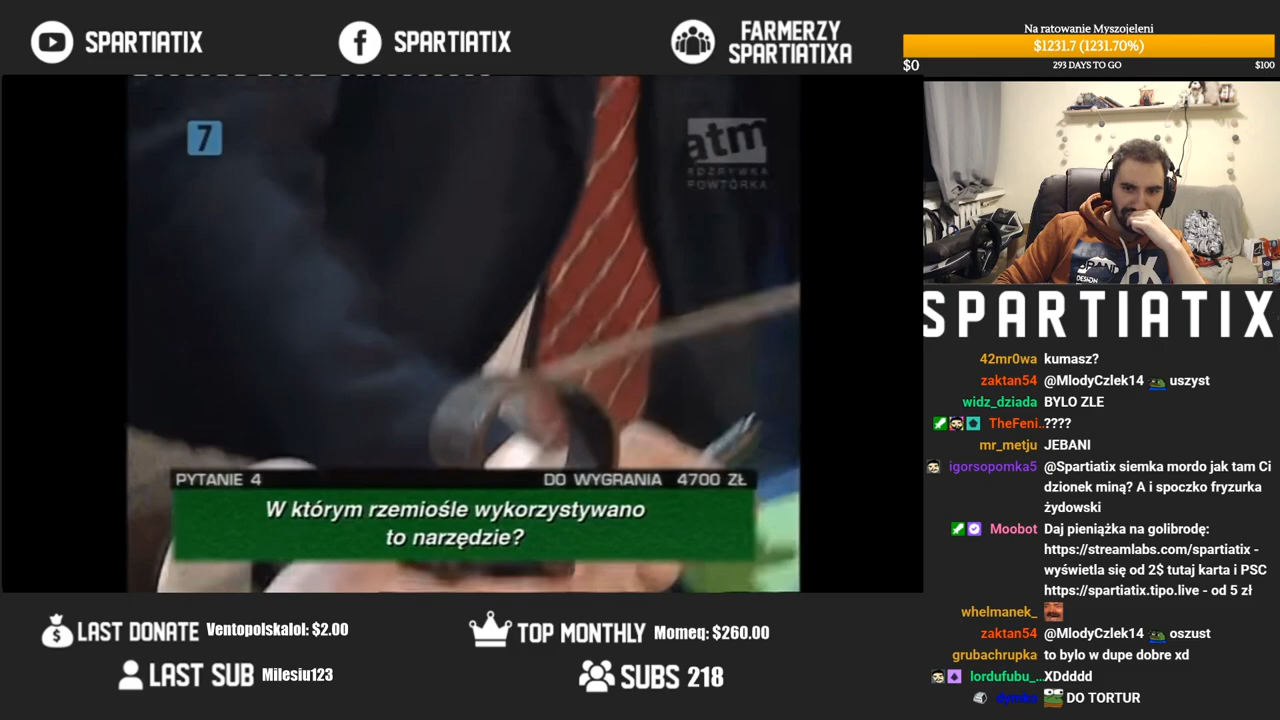 SPARTIATIX
SPARTIATIX
FARMERZY
SPARTIATIXA
Na ratowanie Myszojeleni
$1231.7 (1231.70%)
$0
293 DAYS TO GO
$100
7
atm
ROZRYWKA
POWTÓRKA
PYTANIE 4
DO WYGRANIA 4700 ZŁ
W którym rzemiośle wykorzystywano
to narzędzie?
SPARTIATIX
42mr0wa kumasz?
zaktan54 @MlodyCzlek14 uszyst
widz_dziada BYLO ZLE
TheFeni.. ????
mr_metju JEBANI
igorsopomka5 @Spartiatix siemka mordo jak tam Ci
dzionek miną? A i spoczko fryzurka
żydowski
Moobot Daj pieniążka na golibrodę:
https://streamlabs.com/spartiatix -
wyświetla się od 2$ tutaj karta i PSC
https://spartiatix.tipo.live - od 5 zł
whelmanek_
zaktan54 @MlodyCzlek14 oszust
grubachrupka to bylo w dupe dobre xd
lordufubu_... XDdddd
DO TORTUR
LAST DONATE Ventopolskalol: $2.00
TOP MONTHLY Momeq: $260.00
LAST SUB Milesiu123
SUBS 218